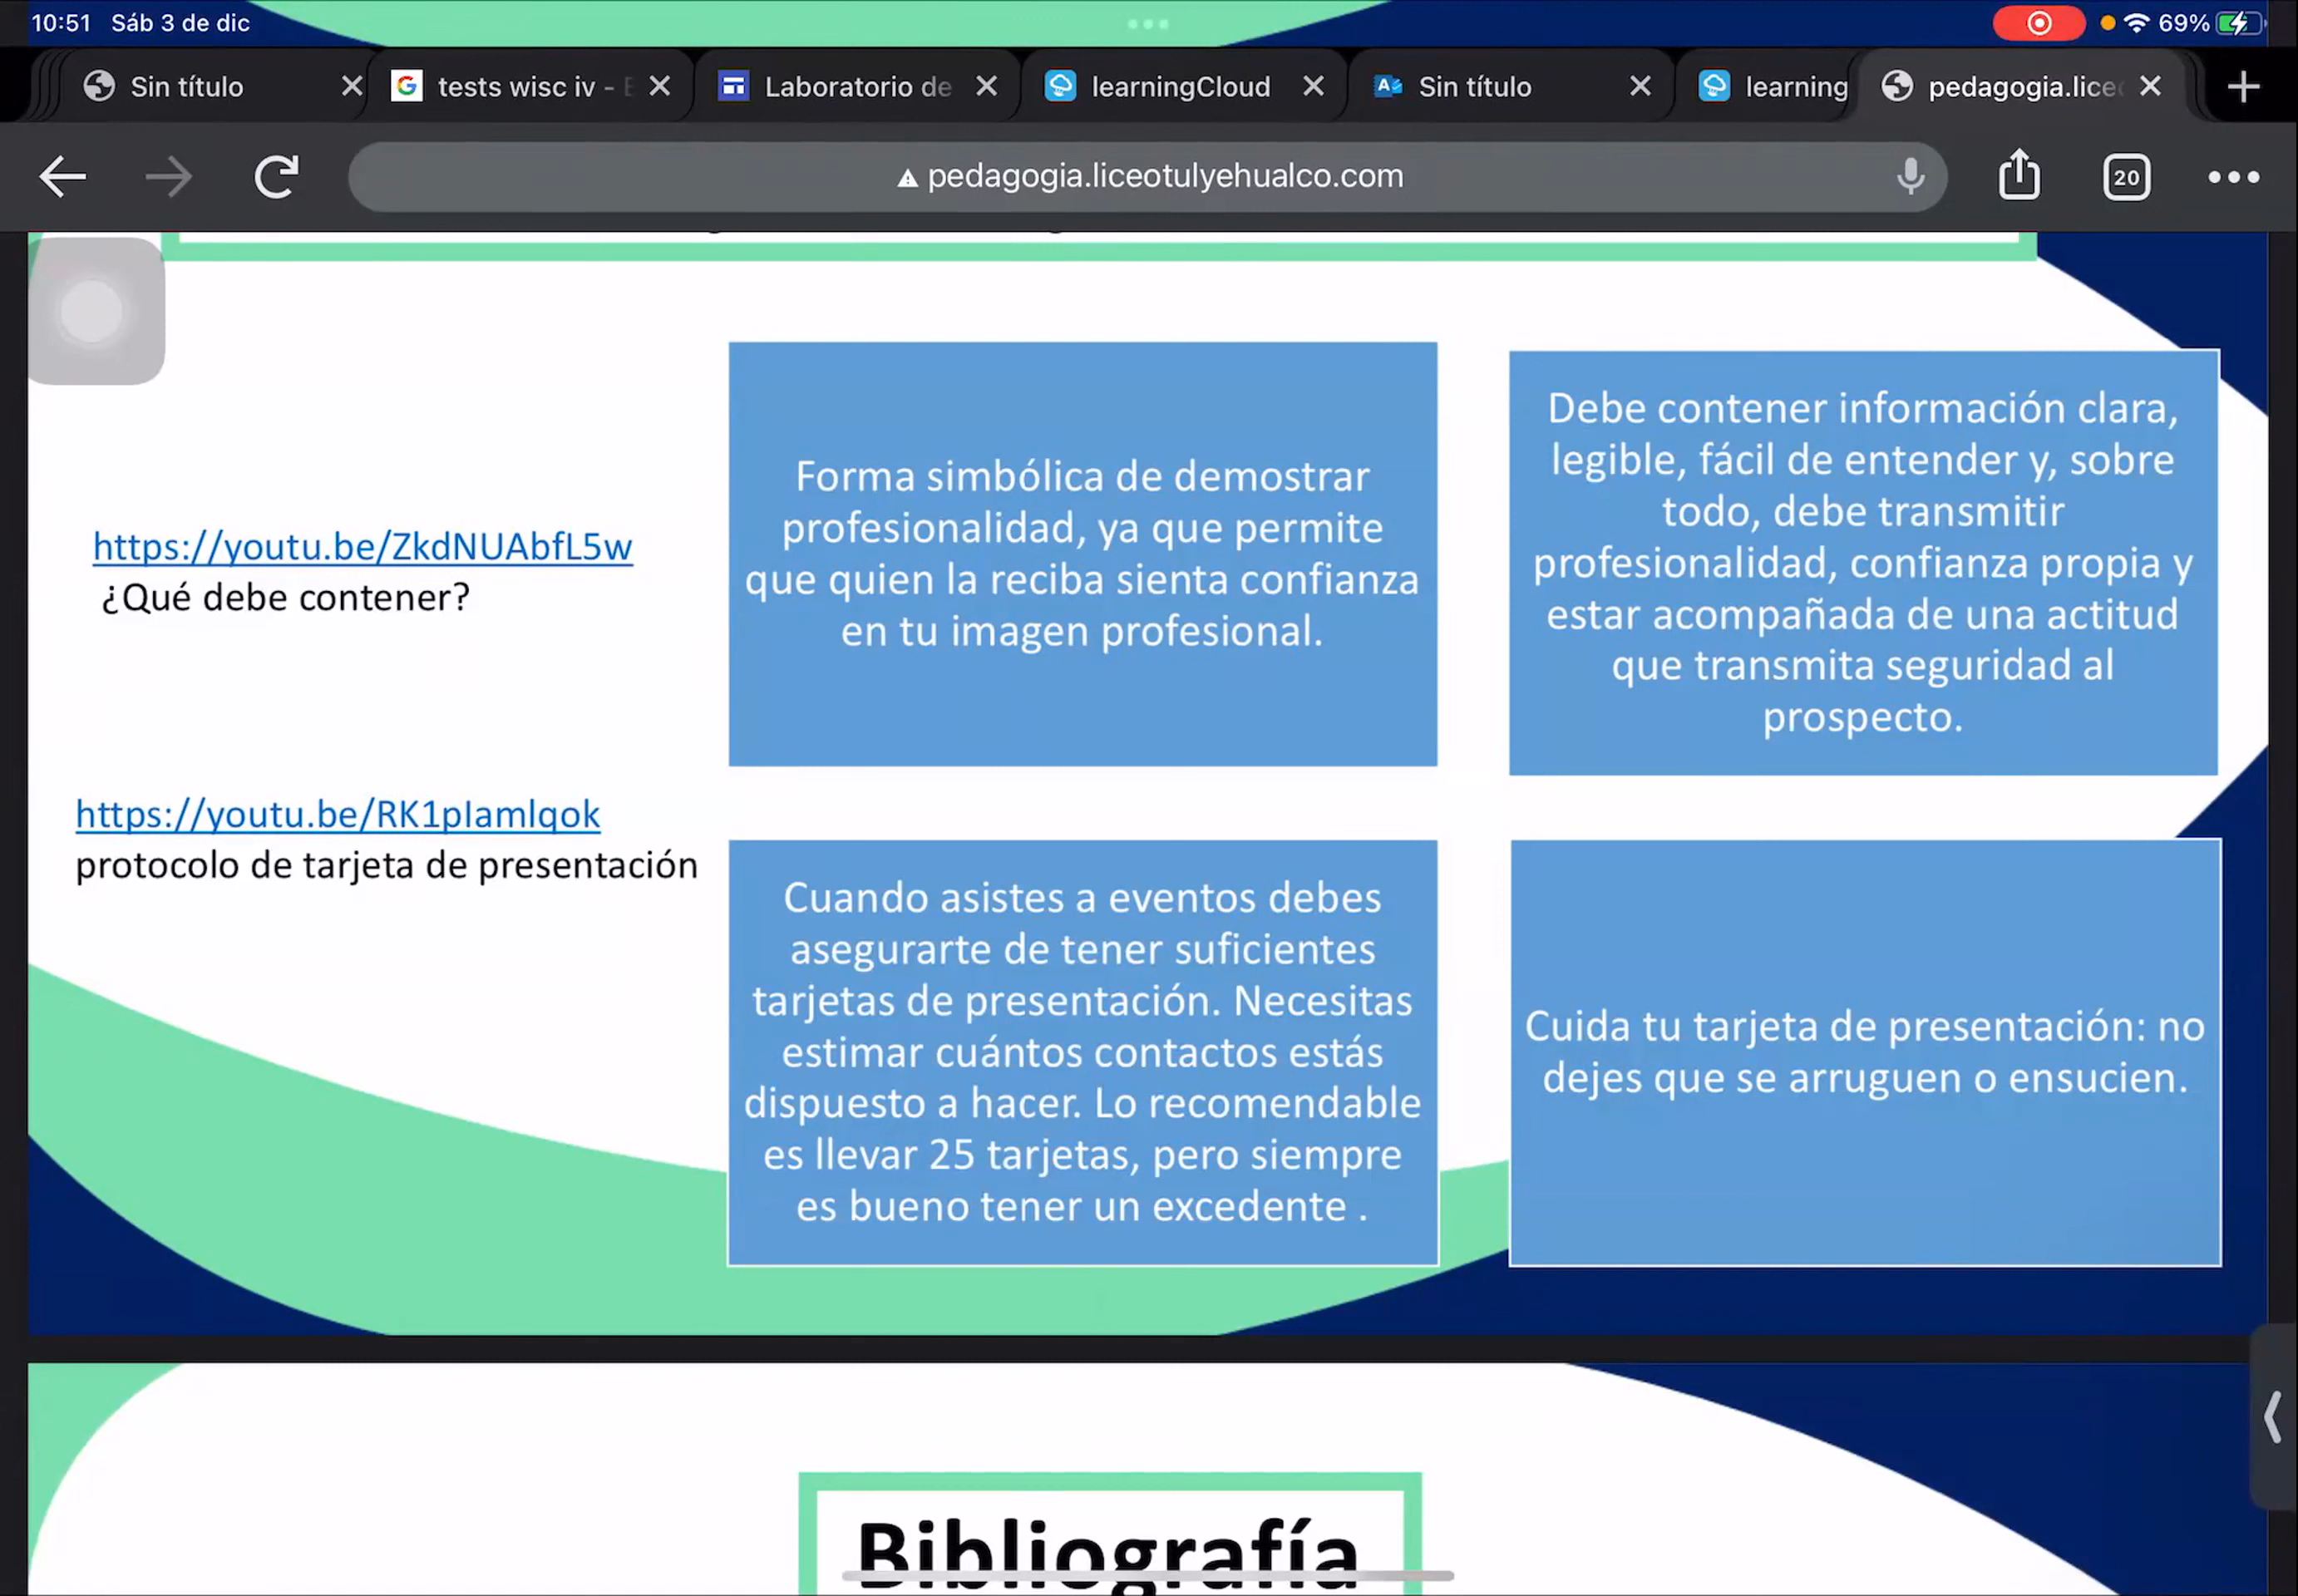 10:51 Sáb 3 de dic
69%
Sin título
tests wisc iv -
Laboratorio de
learningCloud
Sin título
learning
pedagogia.lice
pedagogia.liceotulyehualco.com
20
https://youtu.be/ZkdNUAbfL5w
¿Qué debe contener?
https://youtu.be/RK1pIamlqok
protocolo de tarjeta de presentación
Forma simbólica de demostrar
profesionalidad, ya que permite
que quien la reciba sienta confianza
en tu imagen profesional.
Debe contener información clara,
legible, fácil de entender y, sobre
todo, debe transmitir
profesionalidad, confianza propia y
estar acompañada de una actitud
que transmita seguridad al
prospecto.
Cuando asistes a eventos debes
asegurarte de tener suficientes
tarjetas de presentación. Necesitas
estimar cuántos contactos estás
dispuesto a hacer. Lo recomendable
es llevar 25 tarjetas, pero siempre
es bueno tener un excedente .
Cuida tu tarjeta de presentación: no
dejes que se arruguen o ensucien.
Bibliografía